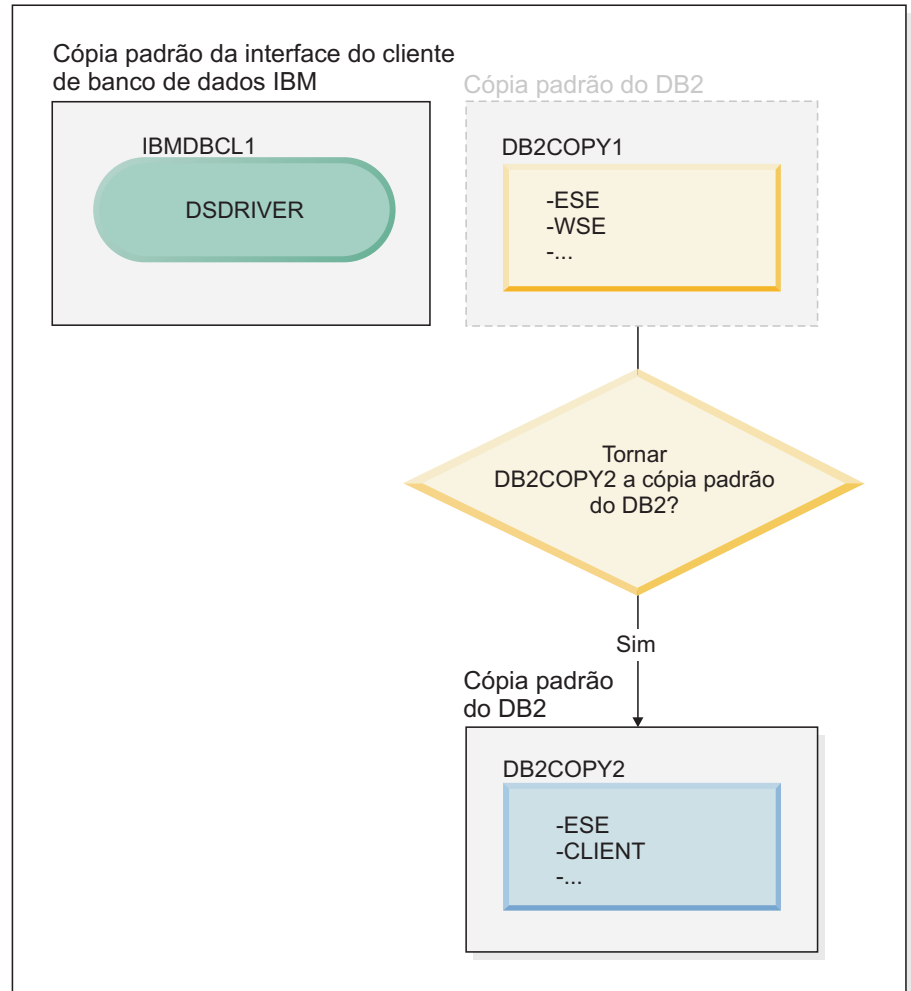 Cópia padrão da interface do cliente
de banco de dados IBM
IBMDBCL1
DSDRIVER
Cópia padrão do DB2
DB2COPY1
-ESE
-WSE
-...
Tornar
DB2COPY2 a cópia padrão
do DB2?
Sim
Cópia padrão
do DB2
DB2COPY2
-ESE
-CLIENT
-...